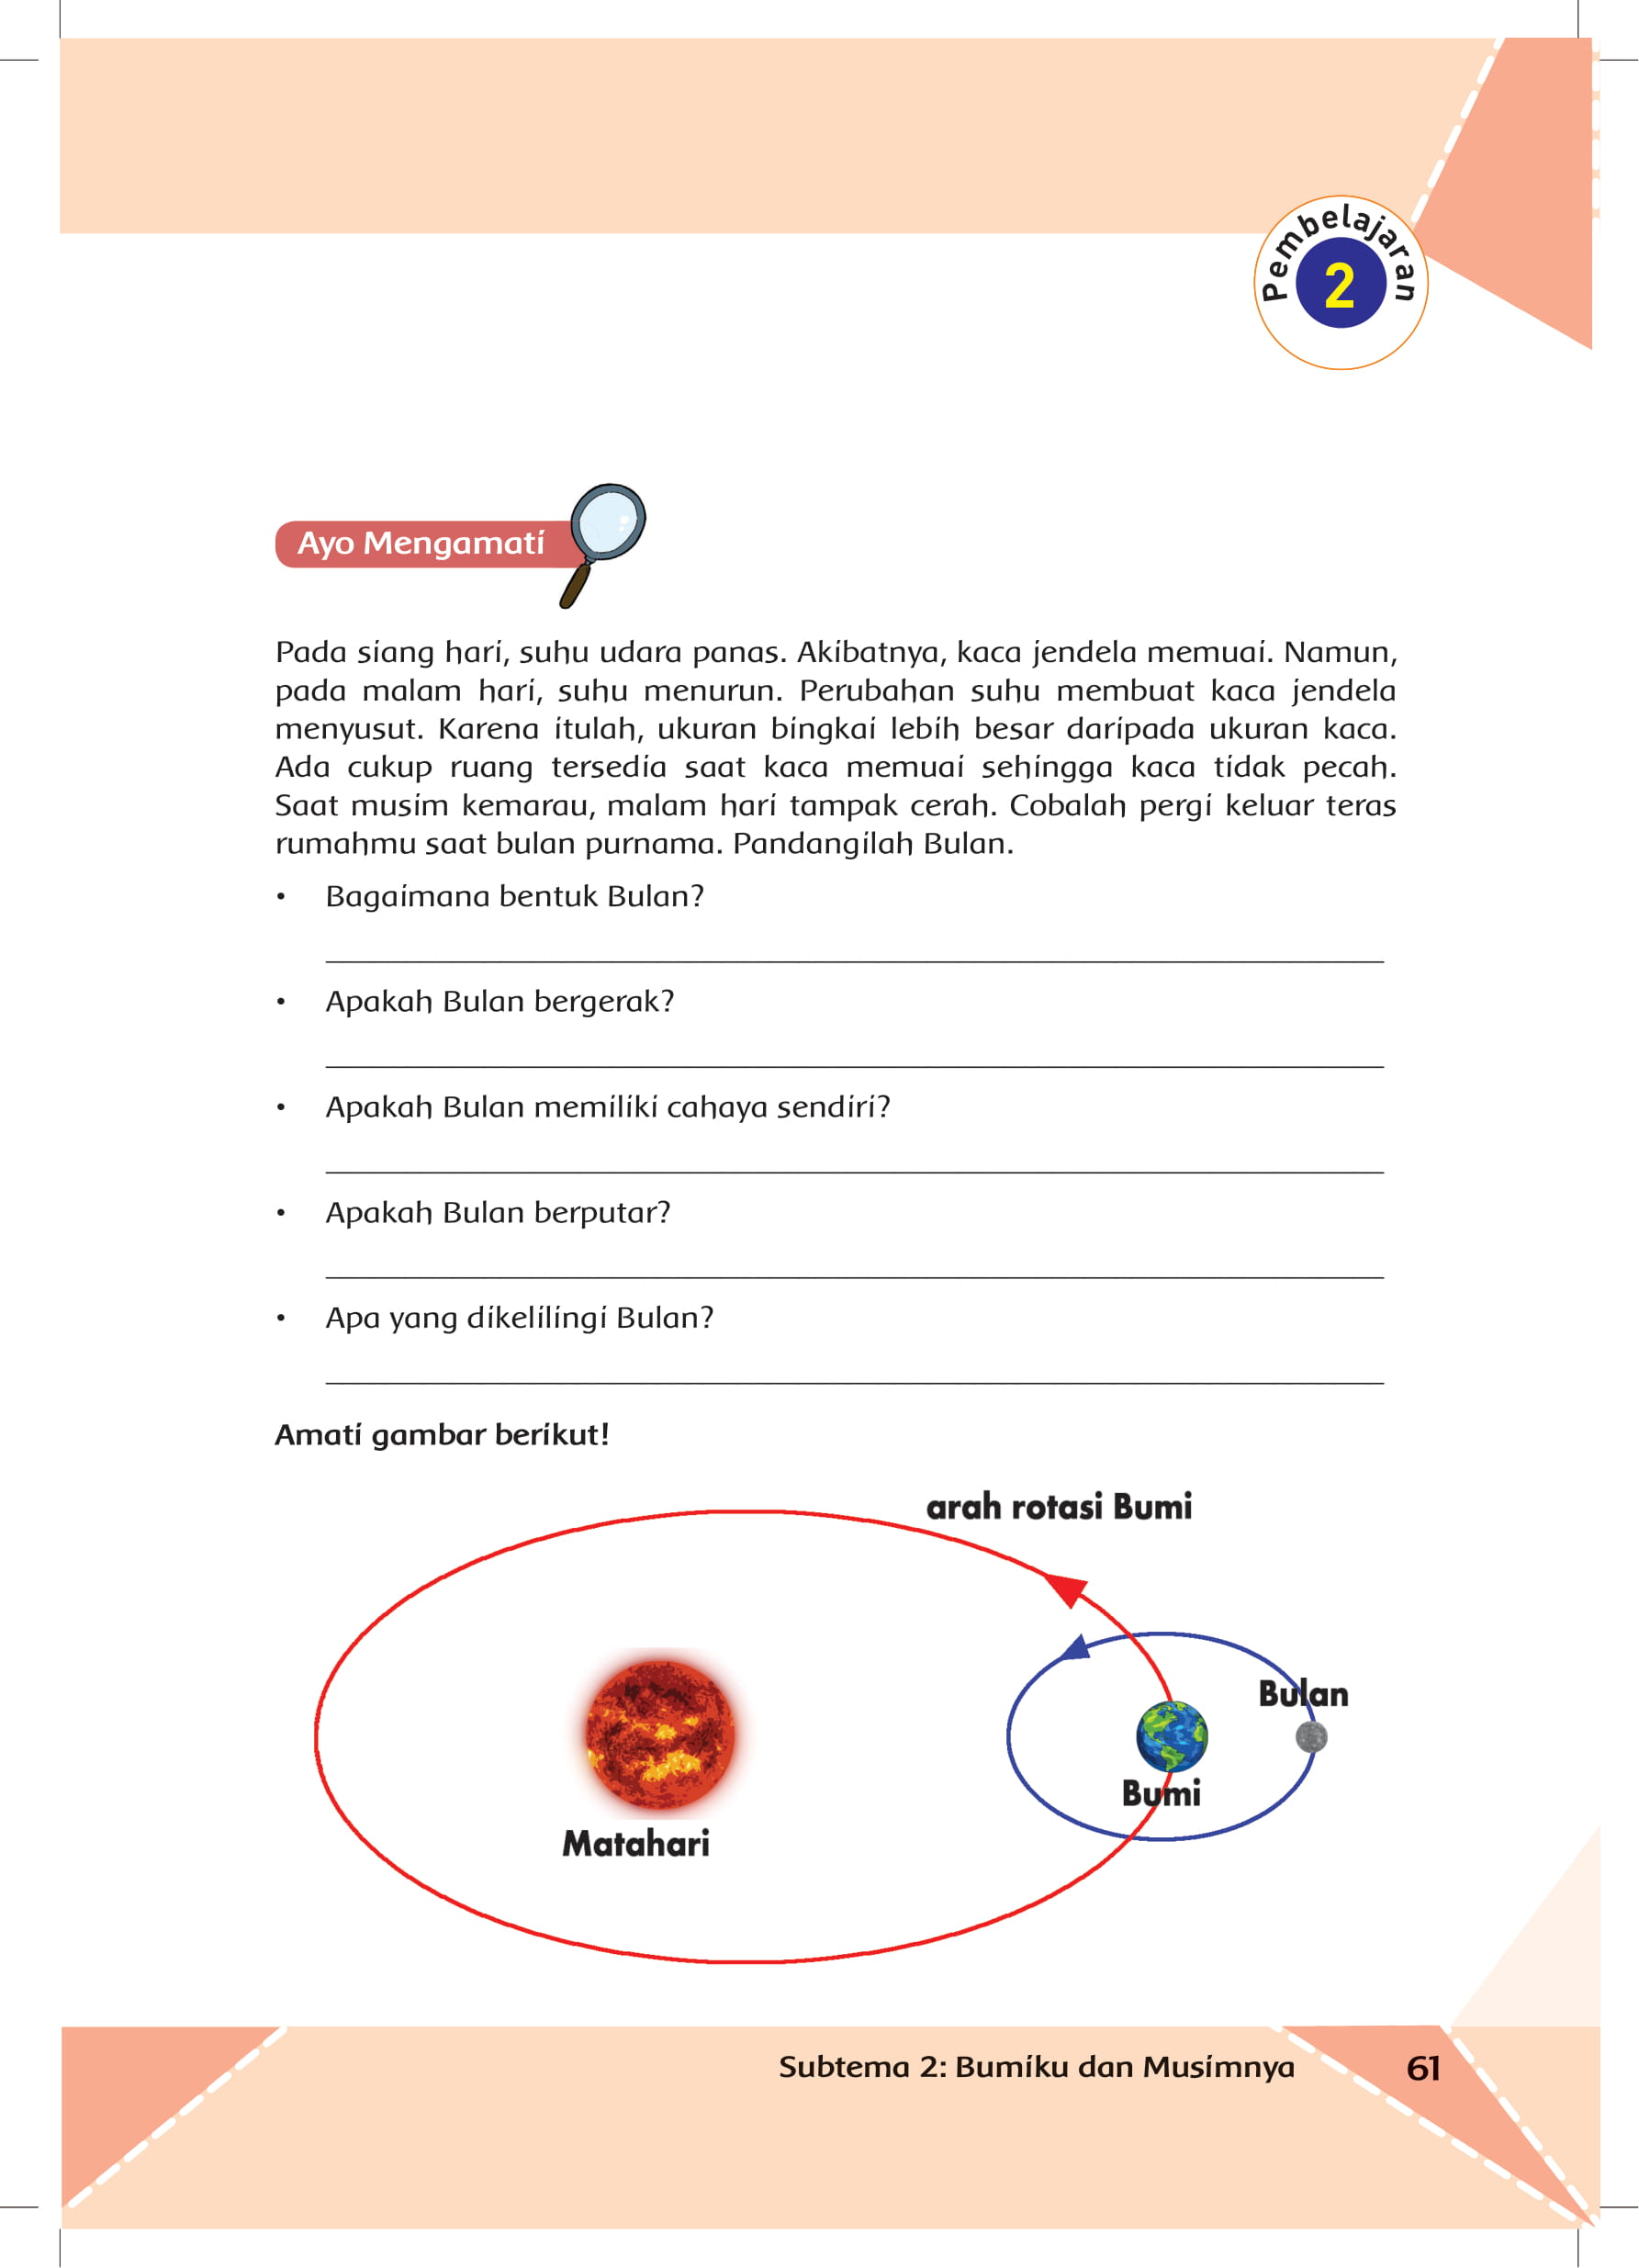 Pembelajaran
2
Ayo Mengamati
Pada siang hari, suhu udara panas. Akibatnya, kaca jendela memuai. Namun,
pada malam hari, suhu menurun. Perubahan suhu membuat kaca jendela
menyusut. Karena itulah, ukuran bingkai lebih besar daripada ukuran kaca.
Ada cukup ruang tersedia saat kaca memuai sehingga kaca tidak pecah.
Saat musim kemarau, malam hari tampak cerah. Cobalah pergi keluar teras
rumahmu saat bulan purnama. Pandangilah Bulan.
• Bagaimana bentuk Bulan?
• Apakah Bulan bergerak?
• Apakah Bulan memiliki cahaya sendiri?
• Apakah Bulan berputar?
• Apa yang dikelilingi Bulan?
Amati gambar berikut!
arah rotasi Bumi
Bulan
Bumi
Matahari
Subtema 2: Bumiku dan Musimnya
61